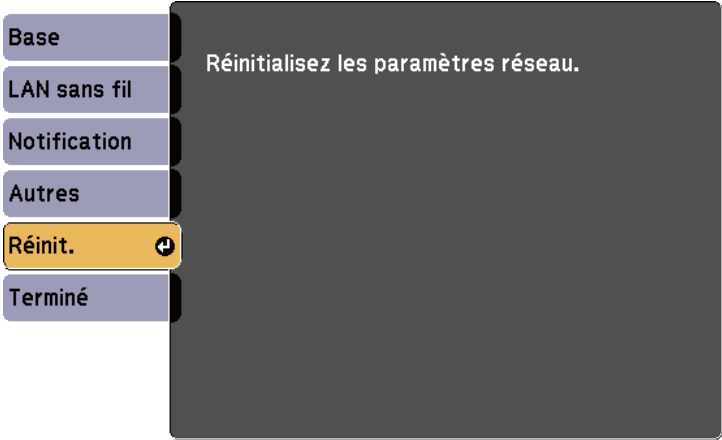 Base
LAN sans fil
Notification
Autres
Réinit.
Terminé
Réinitialisez les paramètres réseau.